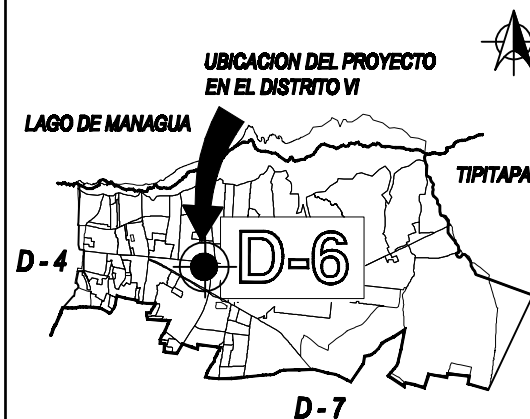 UBICACION DEL PROYECTO
EN EL DISTRITO VI
LAGO DE MANAGUA
TIPITAPA
D-4
D-6
D-7